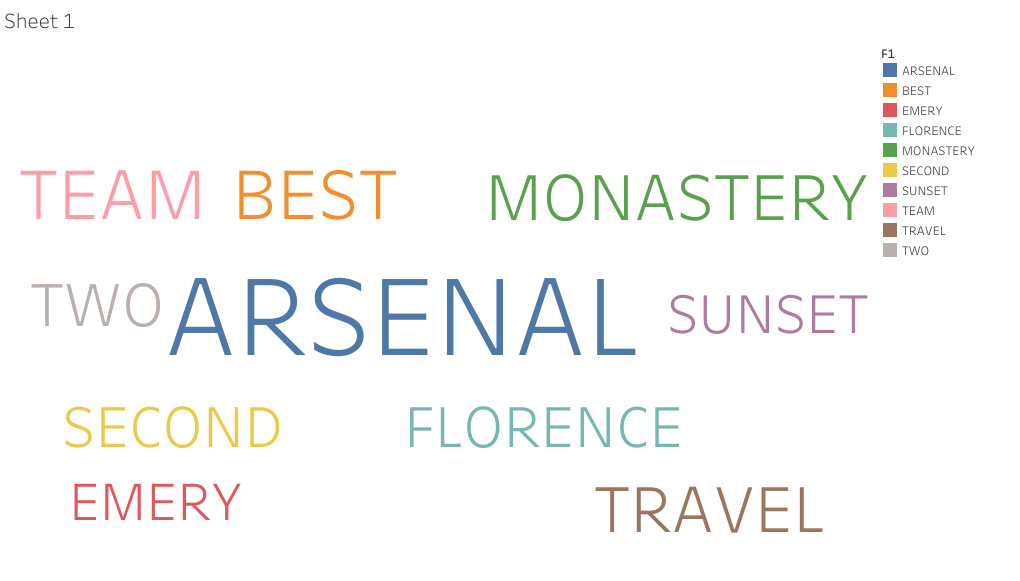 Sheet 1
TEAM BEST MONASTERY
TWO ARSENAL SUNSET
SECOND FLORENCE
EMERY TRAVEL
F1
ARSENAL
BEST
EMERY
FLORENCE
MONASTERY
SECOND
SUNSET
TEAM
TRAVEL
TWO